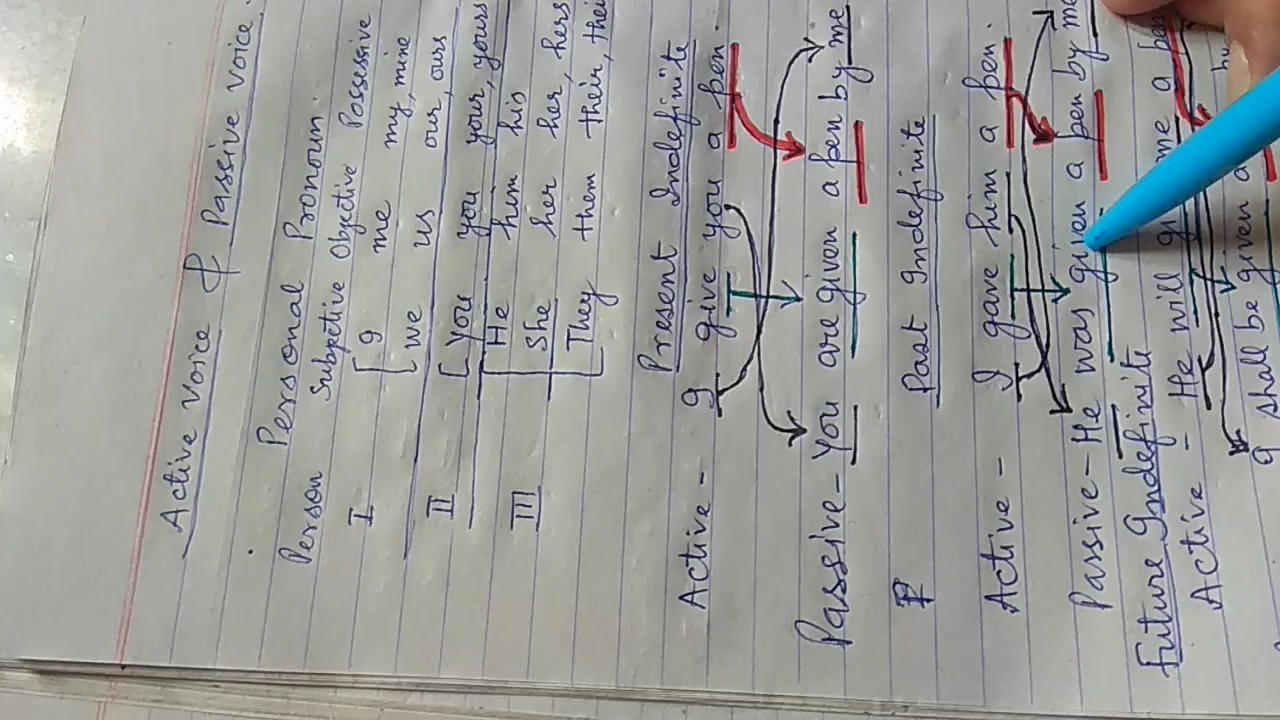 Active Voice & Passive Voice.
Personal Pronoun.
Person Subjective Objective Possessive
I I me my, mine
we us our, ours
II You you your, yours
III He him his
She her her, hers
They them their,
Present Indefinite
Active - I give you a pen.
Passive - You are given a pen by me
P Past Indefinite
Active - I gave him a pen.
Passive - He was given a pen by me
Future Indefinite
Active - He will me a pen
I shall be given a